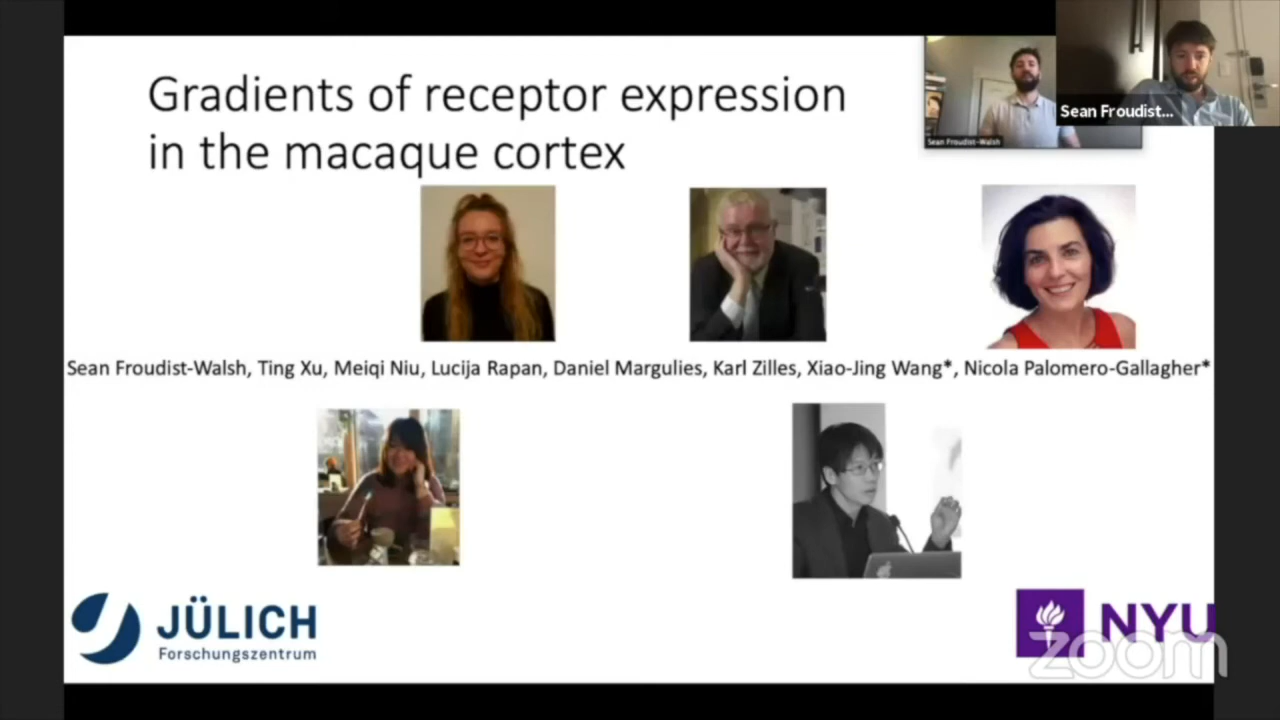 Gradients of receptor expression
in the macaque cortex
Sean Froudist-Walsh
Sean Froudist...
Sean Froudist-Walsh, Ting Xu, Meiqi Niu, Lucija Rapan, Daniel Margulies, Karl Zilles, Xiao-Jing Wang*, Nicola Palomero-Gallagher*
JÜLICH
Forschungszentrum
NYU
zoom